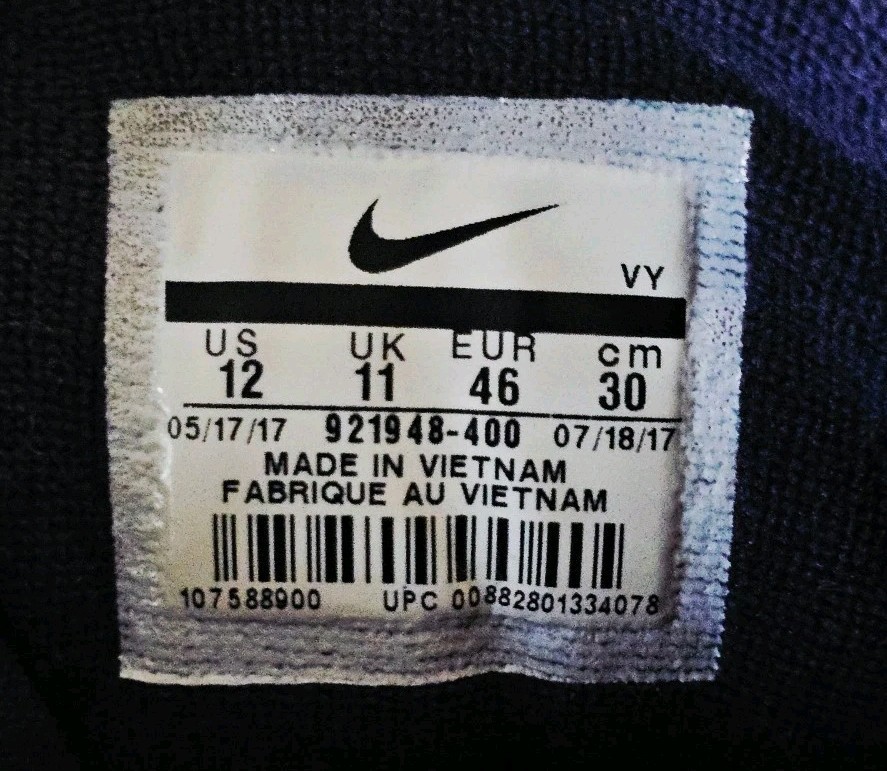 VY
US UK EUR cm
12 11 46 30
05/17/17 921948-400 07/18/17
MADE IN VIETNAM
FABRIQUE AU VIETNAM
107588900 UPC 00882801334078